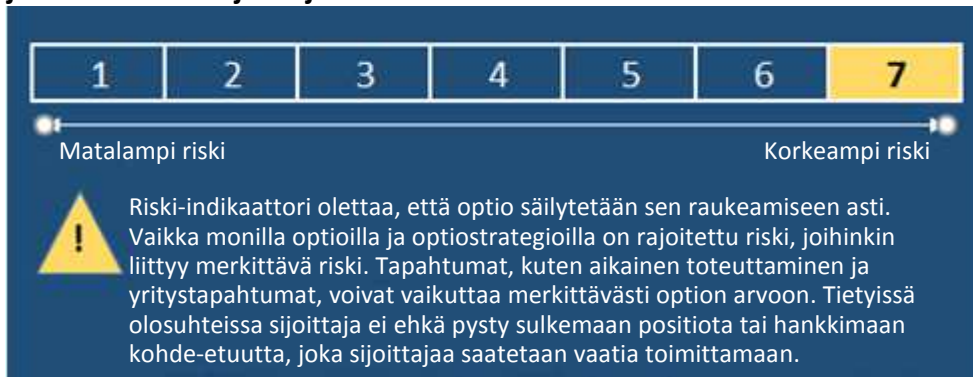 1 2 3 4 5 6 7
Matalampi riski Korkeampi riski
Riski-indikaattori olettaa, että optio säilytetään sen raukeamiseen asti.
! Vaikka monilla optioilla ja optiostrategioilla on rajoitettu riski, joihinkin
liittyy merkittävä riski. Tapahtumat, kuten aikainen toteuttaminen ja
yritystapahtumat, voivat vaikuttaa merkittävästi option arvoon. Tietyissä
olosuhteissa sijoittaja ei ehkä pysty sulkemaan positiota tai hankkimaan
kohde-etuutta, joka sijoittajaa saatetaan vaatia toimittamaan.